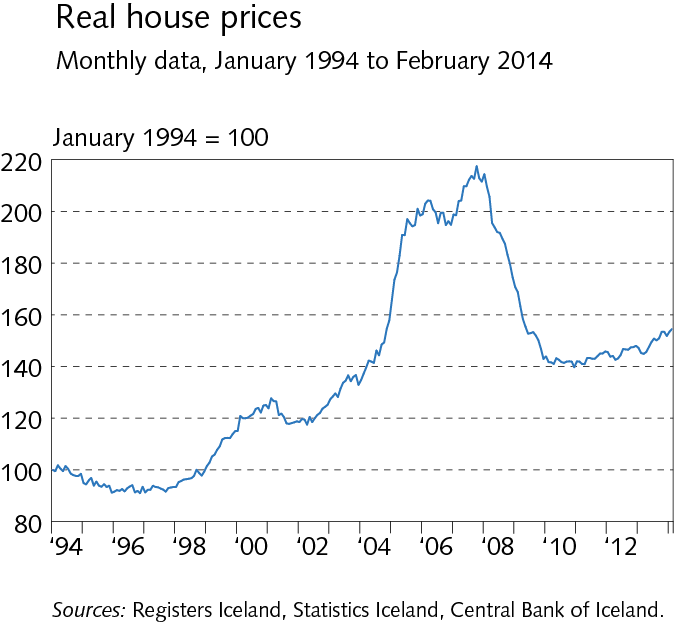 Real house prices
Monthly data, January 1994 to February 2014
January 1994 = 100
220
200
180
160
140
120
100
80
‘94 ‘96 ‘98 ‘00 ‘02 ‘04 ‘06 ‘08 ‘10 ‘12
Sources: Registers Iceland, Statistics Iceland, Central Bank of Iceland.